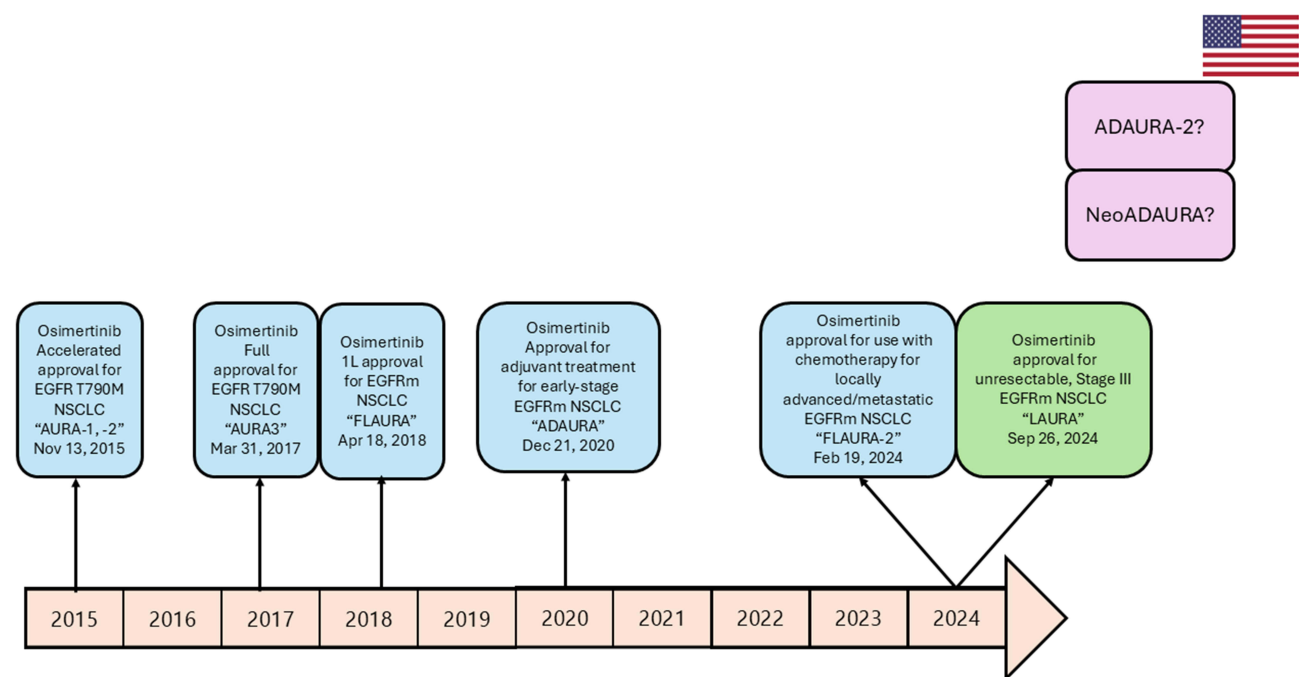 ADAURA-2?
NeoADAURA?
Osimertinib
Accelerated
approval for
EGFR T790M
NSCLC
“AURA-1, -2”
Nov 13, 2015
Osimertinib
Full
approval for
EGFR T790M
NSCLC
“AURA3”
Mar 31, 2017
Osimertinib
1L approval
for EGFRm
NSCLC
“FLAURA”
Apr 18, 2018
Osimertinib
Approval for
adjuvant treatment
for early-stage
EGFRm NSCLC
“ADAURA”
Dec 21, 2020
Osimertinib
approval for use with
chemotherapy for
locally
advanced/metastatic
EGFRm NSCLC
“FLAURA-2”
Feb 19, 2024
Osimertinib
approval for
unresectable, Stage III
EGFRm NSCLC
“LAURA”
Sep 26, 2024
2015
2016
2017
2018
2019
2020
2021
2022
2023
2024